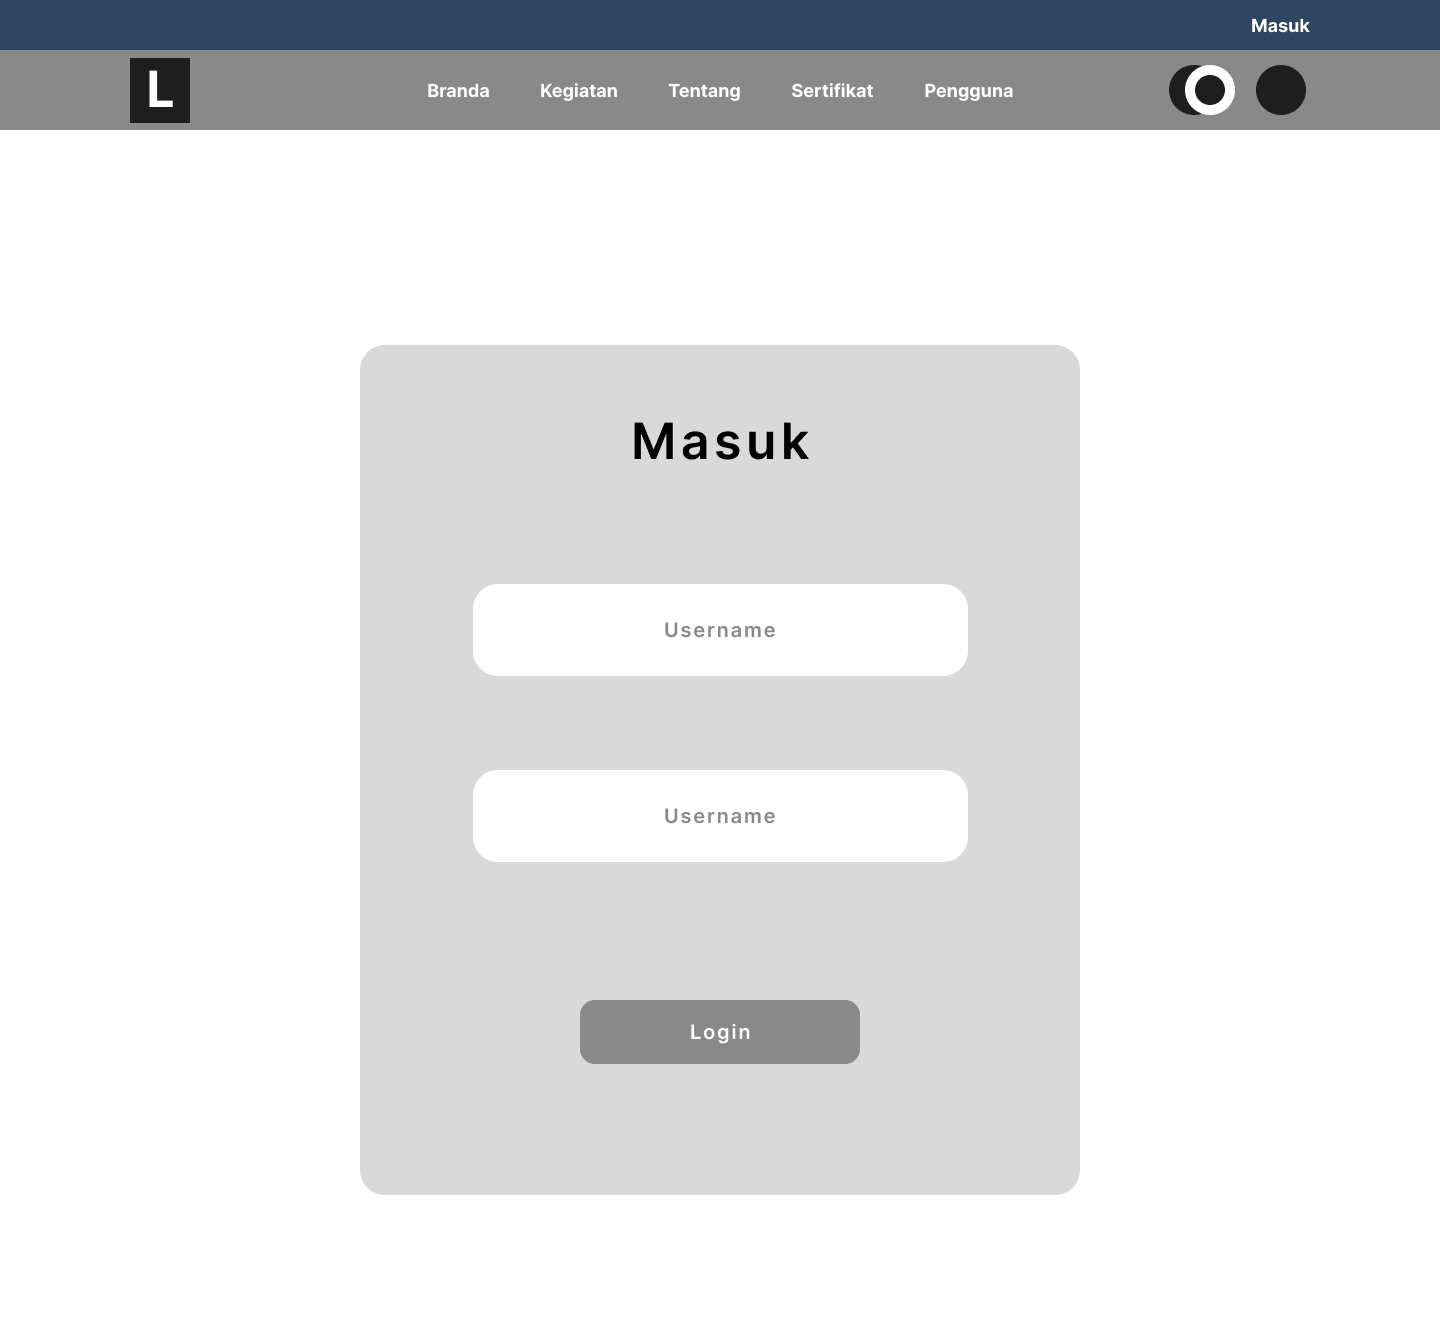 Masuk
L
Branda Kegiatan Tentang Sertifikat Pengguna
Masuk
Username
Username
Login